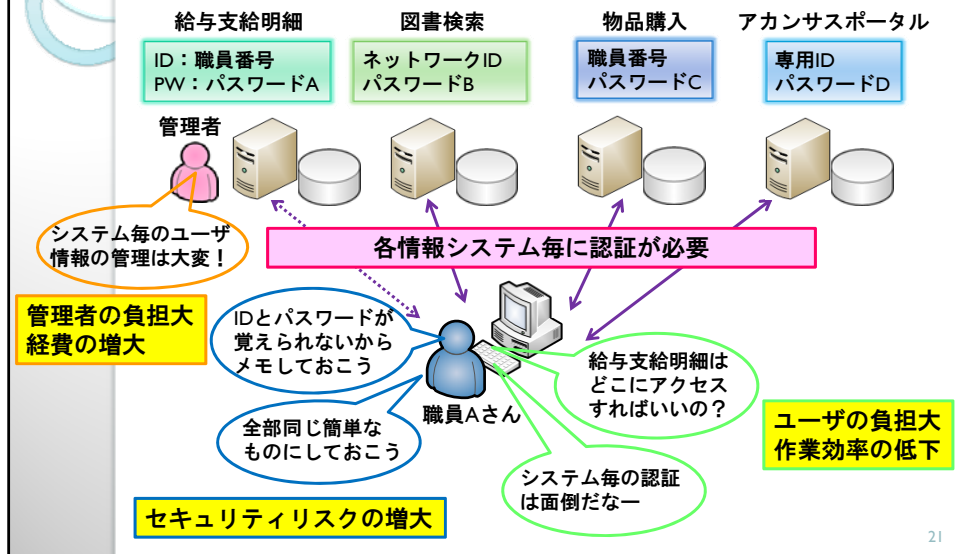 給与支給明細
図書検索
物品購入
アカンサスポータル
ID：職員番号
PW：パスワードA
ネットワークID
パスワードB
職員番号
パスワードC
専用ID
パスワードD
管理者
システム毎のユーザ
情報の管理は大変！
各情報システム毎に認証が必要
管理者の負担大
経費の増大
IDとパスワードが
覚えられないから
メモしておこう
給与支給明細は
どこにアクセス
すればいいの？
職員Aさん
全部同じ簡単な
ものにしておこう
ユーザの負担大
作業効率の低下
システム毎の認証
は面倒だなー
セキュリティリスクの増大
21